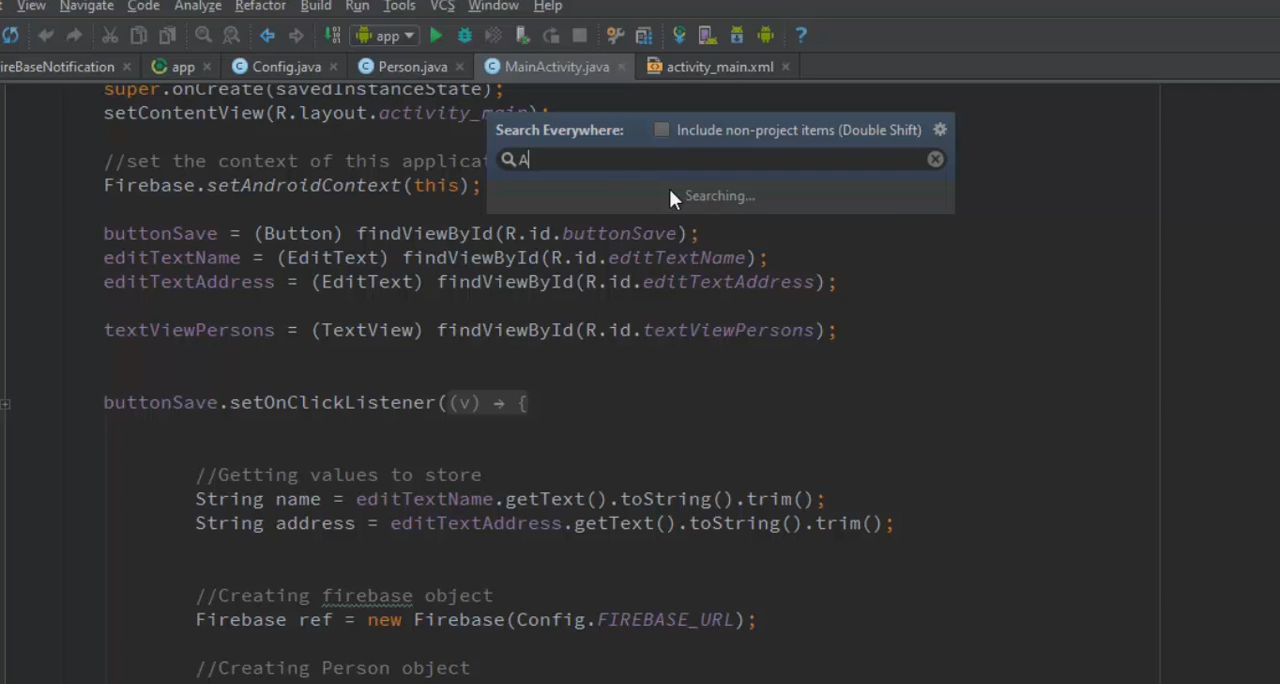 View Navigate Code Analyze Refactor Build Run Tools VCS Window Help
app
ireBaseNotification app Config.java Person.java MainActivity.java activity_main.xml
super.onCreate(savedInstanceState);
setContentView(R.layout.activity_main);
Search Everywhere: Include non-project items (Double Shift)
//set the context of this applicat
A
Firebase.setAndroidContext(this);
Searching...
buttonSave = (Button) findViewById(R.id.buttonSave);
editTextName = (EditText) findViewById(R.id.editTextName);
editTextAddress = (EditText) findViewById(R.id.editTextAddress);
textViewPersons = (TextView) findViewById(R.id.textViewPersons);
buttonSave.setOnClickListener((v) → {
//Getting values to store
String name = editTextName.getText().toString().trim();
String address = editTextAddress.getText().toString().trim();
//Creating firebase object
Firebase ref = new Firebase(Config.FIREBASE_URL);
//Creating Person object